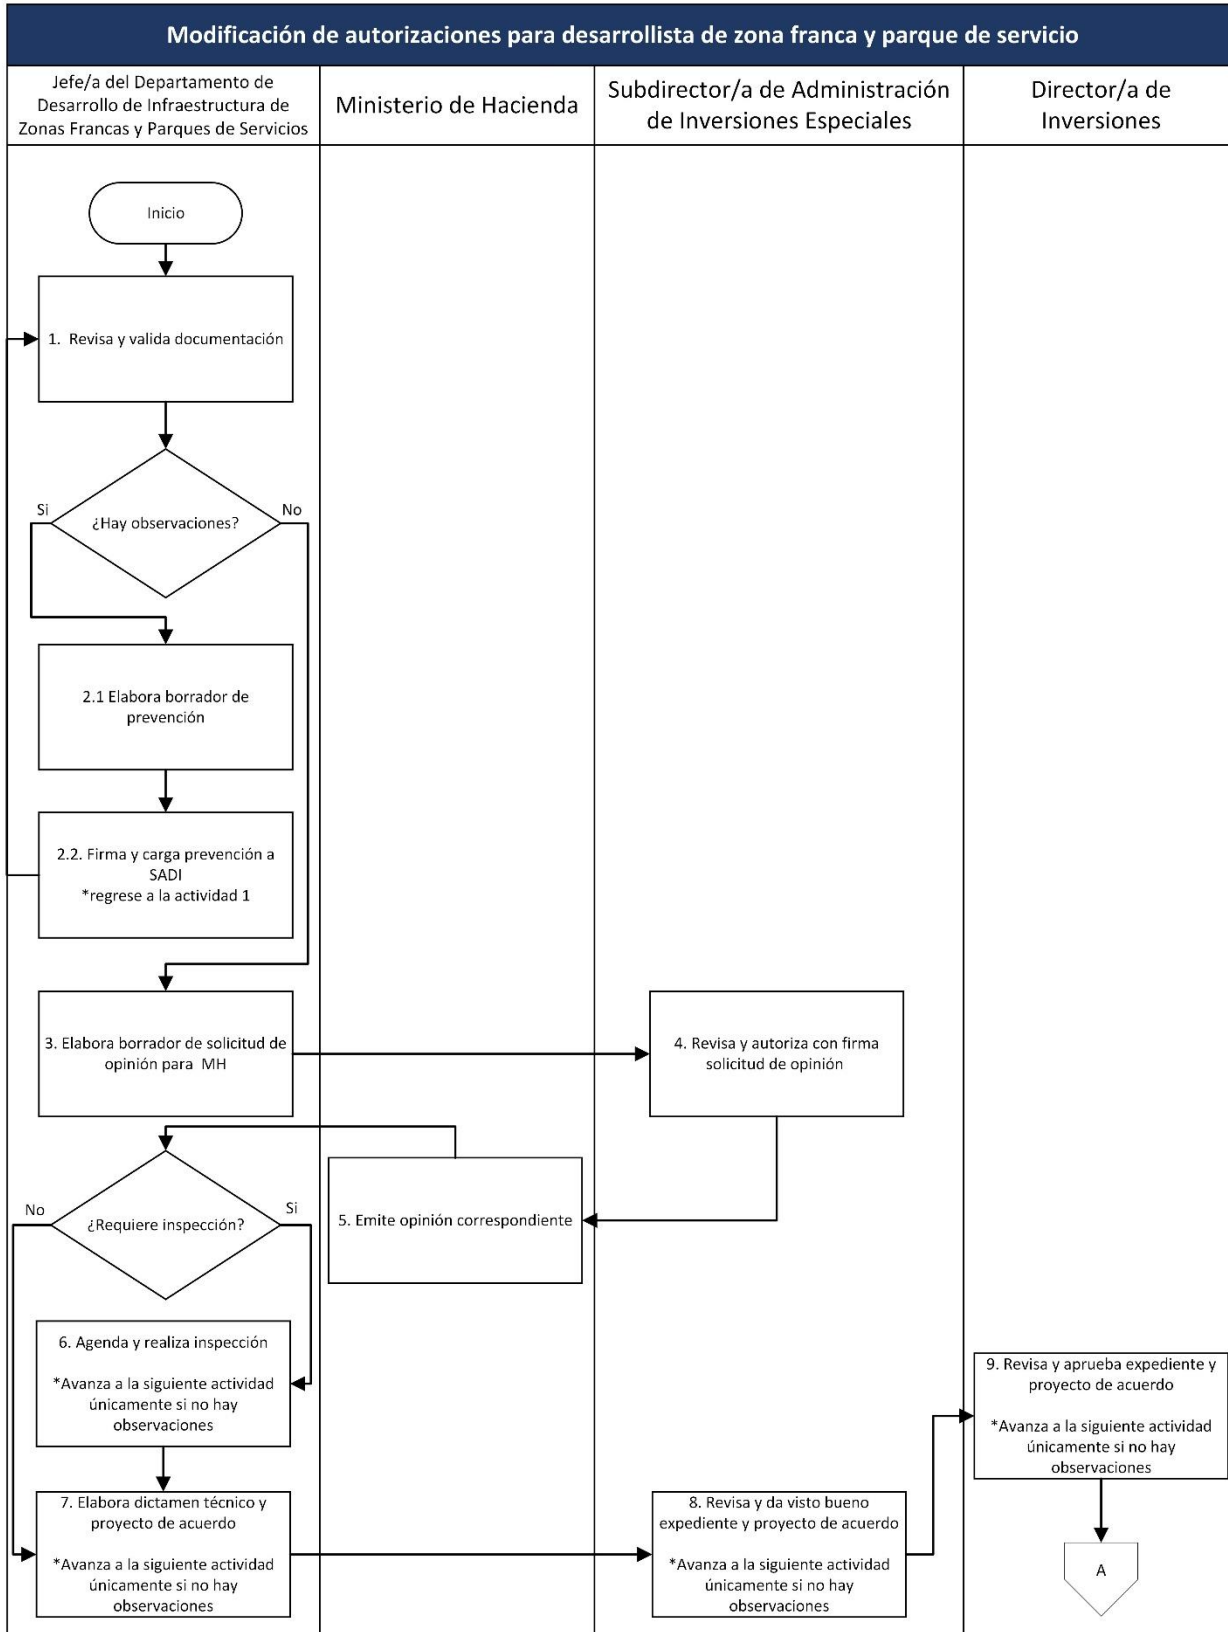 Modificación de autorizaciones para desarrollista de zona franca y parque de servicio
Jefe/a del Departamento de
Desarrollo de Infraestructura de
Zonas Francas y Parques de Servicios
Ministerio de Hacienda
Subdirector/a de Administración
de Inversiones Especiales
Director/a de
Inversiones
Inicio
1. Revisa y valida documentación
¿Hay observaciones?
Si
No
2.1 Elabora borrador de
prevención
2.2. Firma y carga prevención a
SADI
*regrese a la actividad 1
3. Elabora borrador de solicitud de
opinión para MH
4. Revisa y autoriza con firma
solicitud de opinión
5. Emite opinión correspondiente
¿Requiere inspección?
No
Si
6. Agenda y realiza inspección
*Avanza a la siguiente actividad
únicamente si no hay
observaciones
7. Elabora dictamen técnico y
proyecto de acuerdo
*Avanza a la siguiente actividad
únicamente si no hay
observaciones
8. Revisa y da visto bueno
expediente y proyecto de acuerdo
*Avanza a la siguiente actividad
únicamente si no hay
observaciones
9. Revisa y aprueba expediente y
proyecto de acuerdo
*Avanza a la siguiente actividad
únicamente si no hay
observaciones
A